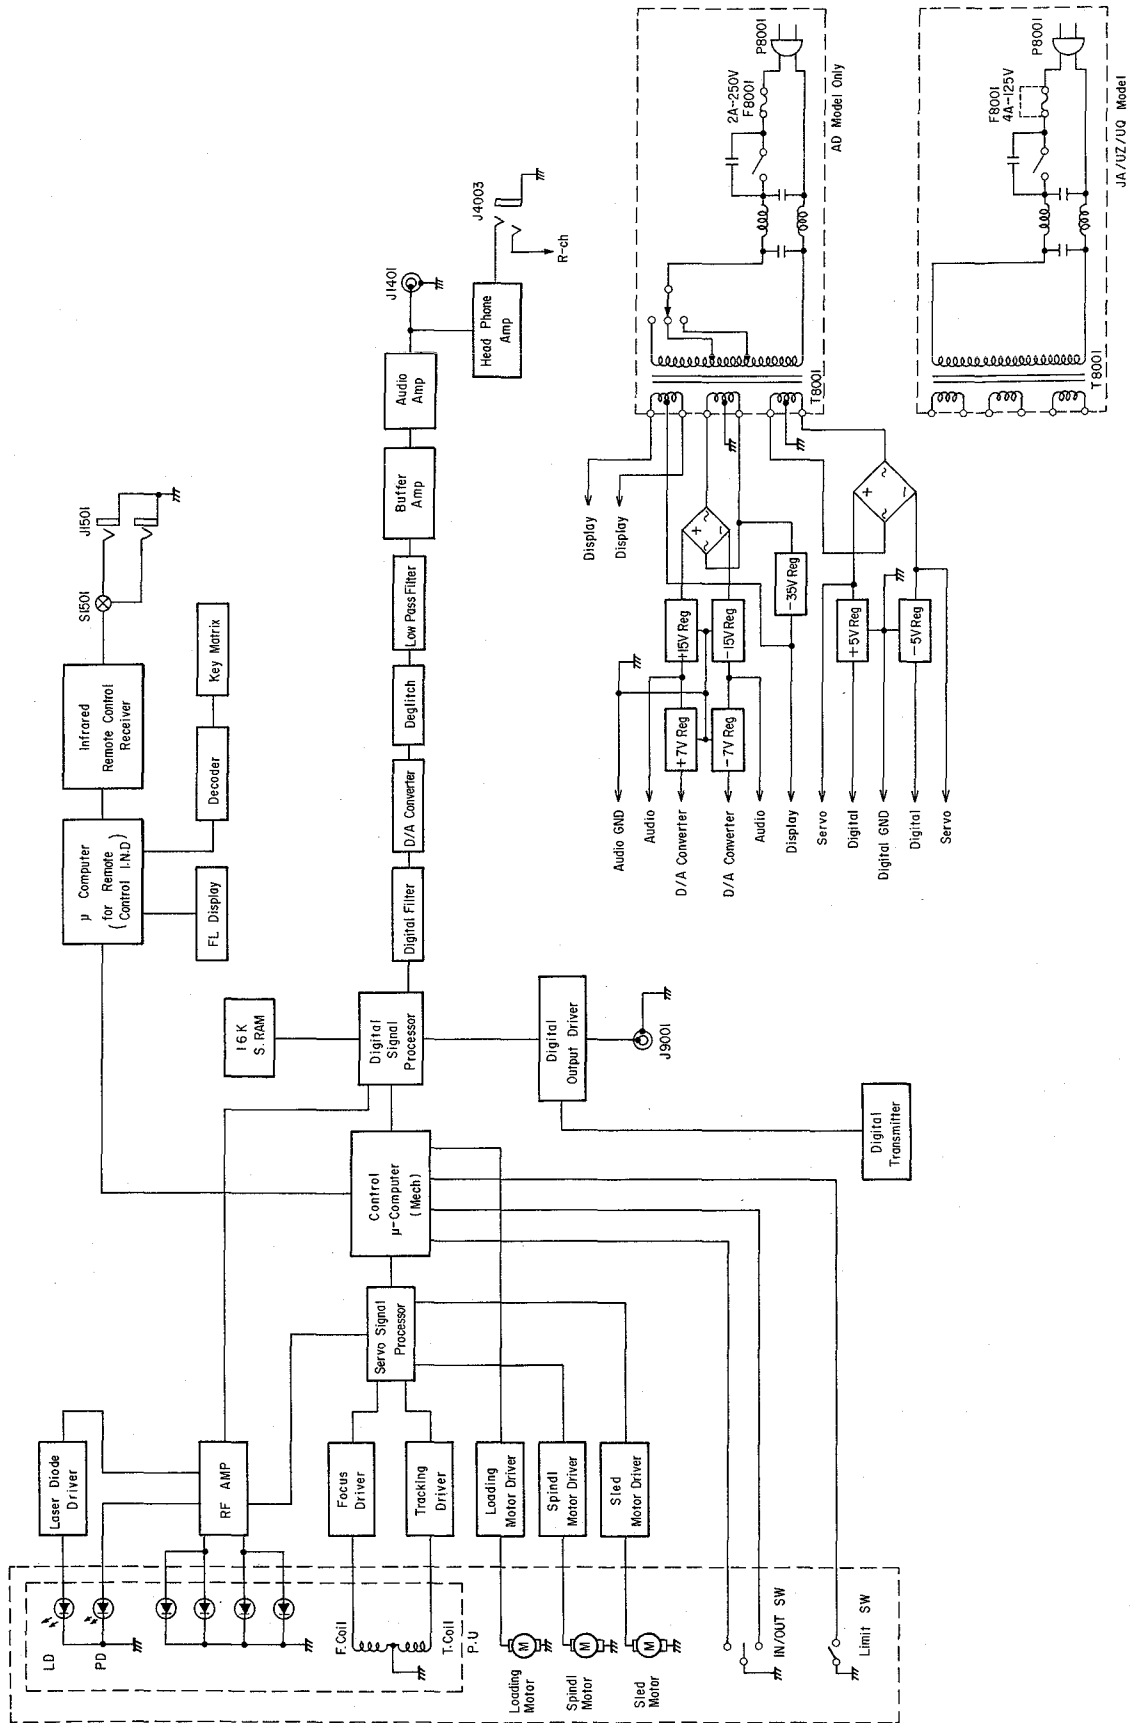 LD
PD
Laser Diode
Driver
RF AMP
F.Coil
T.Coil
P.U
Focus
Driver
Tracking
Driver
Loading
Motor
Loading
Motor Driver
Spindl
Motor
Spindl
Motor Driver
Sled
Motor
Sled
Motor Driver
IN/OUT SW
Limit SW
M
M
M
Servo Signal
Processor
Control
μ-Computer
(Mech)
16K
S.RAM
Digital
Signal
Processor
Digital
Output Driver
J9001
Digital
Transmitter
μ Computer
(for Remote
Control I.N.D)
FL Display
Decoder
Key Matrix
Infrared
Remote Control
Receiver
S1501
J1501
Digital Filter
D/A Converter
Deglitch
Low Pass Filter
Buffer
Amp
Audio
Amp
J1401
Head Phone
Amp
J4003
R-ch
Audio GND
Audio
D/A Converter
D/A Converter
Audio
Display
Servo
Digital
Digital GND
Digital
Servo
+7V Reg
-7V Reg
+15V Reg
-15V Reg
-35V Reg
+5V Reg
-5V Reg
Display
Display
+
-
~
~
+
-
~
~
T8001
2A-250V
F8001
P8001
AD Model Only
T8001
F8001
4A-125V
P8001
JA/UZ/UQ Model